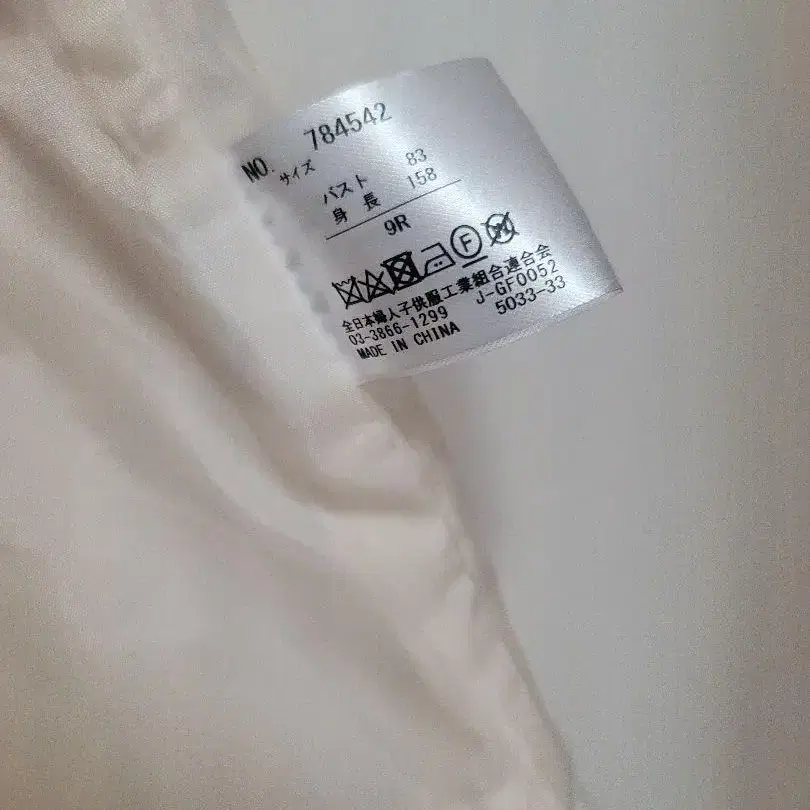 NO. 784542
サイズ
バスト 83
身 長 158
9R
F W
全日本婦人子供服工業組合連合会
03-3866-1299 J-GF0052
MADE IN CHINA 5033-33